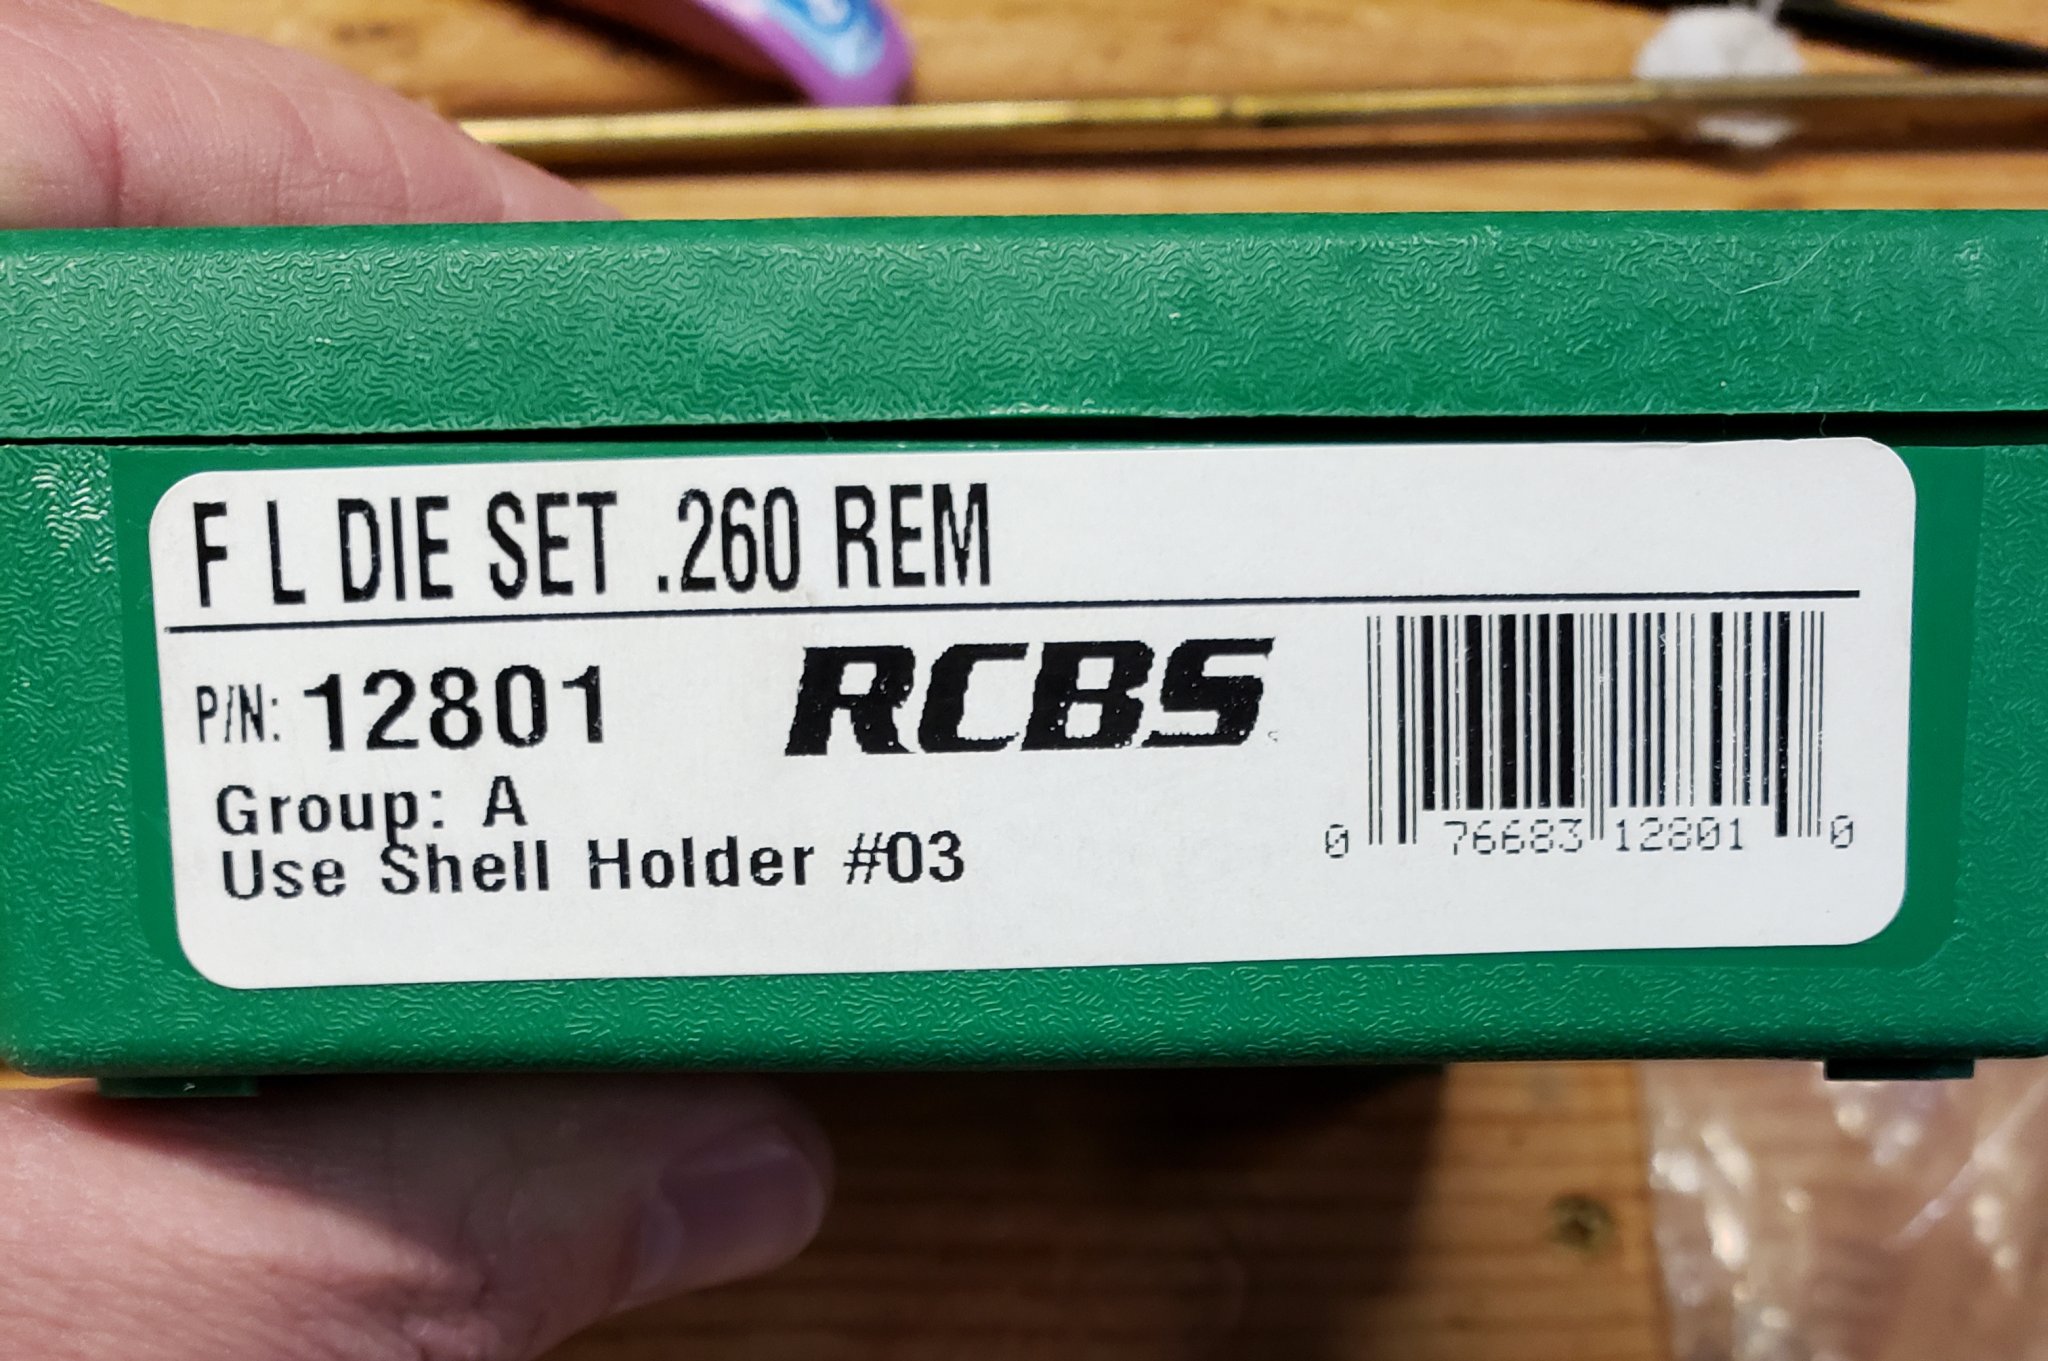 F L DIE SET .260 REM
P/N: 12801
RCBS
Group: A
Use Shell Holder #03
0 76683 12801 0